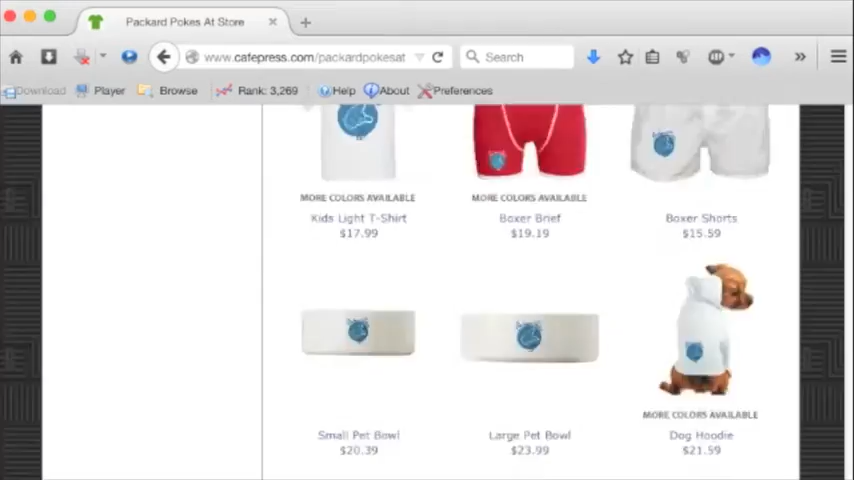 Packard Pokes At Store
www.cafepress.com/packardpokesat
Search
Download Player Browse Rank: 3,269 Help About Preferences
MORE COLORS AVAILABLE MORE COLORS AVAILABLE
Kids Light T-Shirt Boxer Brief Boxer Shorts
$17.99 $19.19 $15.59
MORE COLORS AVAILABLE
Small Pet Bowl Large Pet Bowl Dog Hoodie
$20.39 $23.99 $21.59